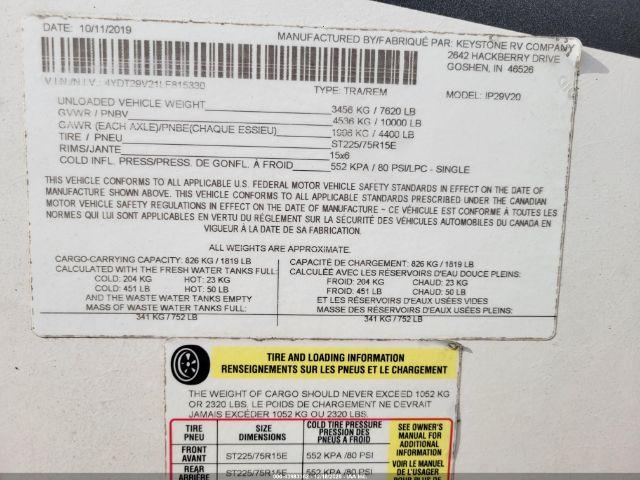 DATE: 10/11/2019
MANUFACTURED BY/FABRIQUÉ PAR: KEYSTONE RV COMPANY
2642 HACKBERRY DRIVE
GOSHEN, IN 46526
V.I.N./N.I.V.: 4YDT29V21LE815330
TYPE: TRA/REM
MODEL: IP29V20
UNLOADED VEHICLE WEIGHT 3456 KG / 7620 LB
GVWR / PNBV 4536 KG / 10000 LB
GAWR (EACH AXLE)/PNBE(CHAQUE ESSIEU) 1996 KG / 4400 LB
TIRE / PNEU ST225/75R15E
RIMS/JANTE 15x6
COLD INFL. PRESS/PRESS. DE GONFL. À FROID 552 KPA / 80 PSI/LPC - SINGLE
THIS VEHICLE CONFORMS TO ALL APPLICABLE U.S. FEDERAL MOTOR VEHICLE SAFETY STANDARDS IN EFFECT ON THE DATE OF
MANUFACTURE SHOWN ABOVE. THIS VEHICLE CONFORMS TO ALL APPLICABLE STANDARDS PRESCRIBED UNDER THE CANADIAN
MOTOR VEHICLE SAFETY REGULATIONS IN EFFECT ON THE DATE OF MANUFACTURE - CE VÉHICULE EST CONFORME À TOUTES LES
NORMES QUI LUI SONT APPLICABLES EN VERTU DU RÉGLEMENT SUR LA SÉCURITÉ DES VÉHICULES AUTOMOBILES DU CANADA EN
VIGUEUR À LA DATE DE SA FABRICATION.
ALL WEIGHTS ARE APPROXIMATE.
CARGO-CARRYING CAPACITY: 826 KG / 1819 LB
CALCULATED WITH THE FRESH WATER TANKS FULL:
COLD: 204 KG HOT: 23 KG
COLD: 451 LB HOT: 50 LB
AND THE WASTE WATER TANKS EMPTY
MASS OF WASTE WATER TANKS FULL:
341 KG / 752 LB
CAPACITÉ DE CHARGEMENT: 826 KG / 1819 LB
CALCULÉE AVEC LES RÉSERVOIRS D'EAU DOUCE PLEINS:
FROID: 204 KG CHAUD: 23 KG
FROID: 451 LB CHAUD: 50 LB
ET LES RÉSERVOIRS D'EAUX USÉES VIDES
MASSE DES RÉSERVOIRS D'EAUX USÉES PLEINS:
341 KG / 752 LB
TIRE AND LOADING INFORMATION
RENSEIGNEMENTS SUR LES PNEUS ET LE CHARGEMENT
THE WEIGHT OF CARGO SHOULD NEVER EXCEED 1052 KG
OR 2320 LBS. LE POIDS DE CHARGEMENT NE DEVRAIT
JAMAIS EXCÉDER 1052 KG OU 2320 LBS.
TIRE
PNEU
SIZE
DIMENSIONS
COLD TIRE PRESSURE
PRESSION DES
PNEUS A FROID
FRONT
AVANT
ST225/75R15E
552 KPA /80 PSI
REAR
ARRIÈRE
ST225/75R15E
552 KPA /80 PSI
SEE OWNER'S
MANUAL FOR
ADDITIONAL
INFORMATION
VOIR LE MANUEL
DE L'USAGER